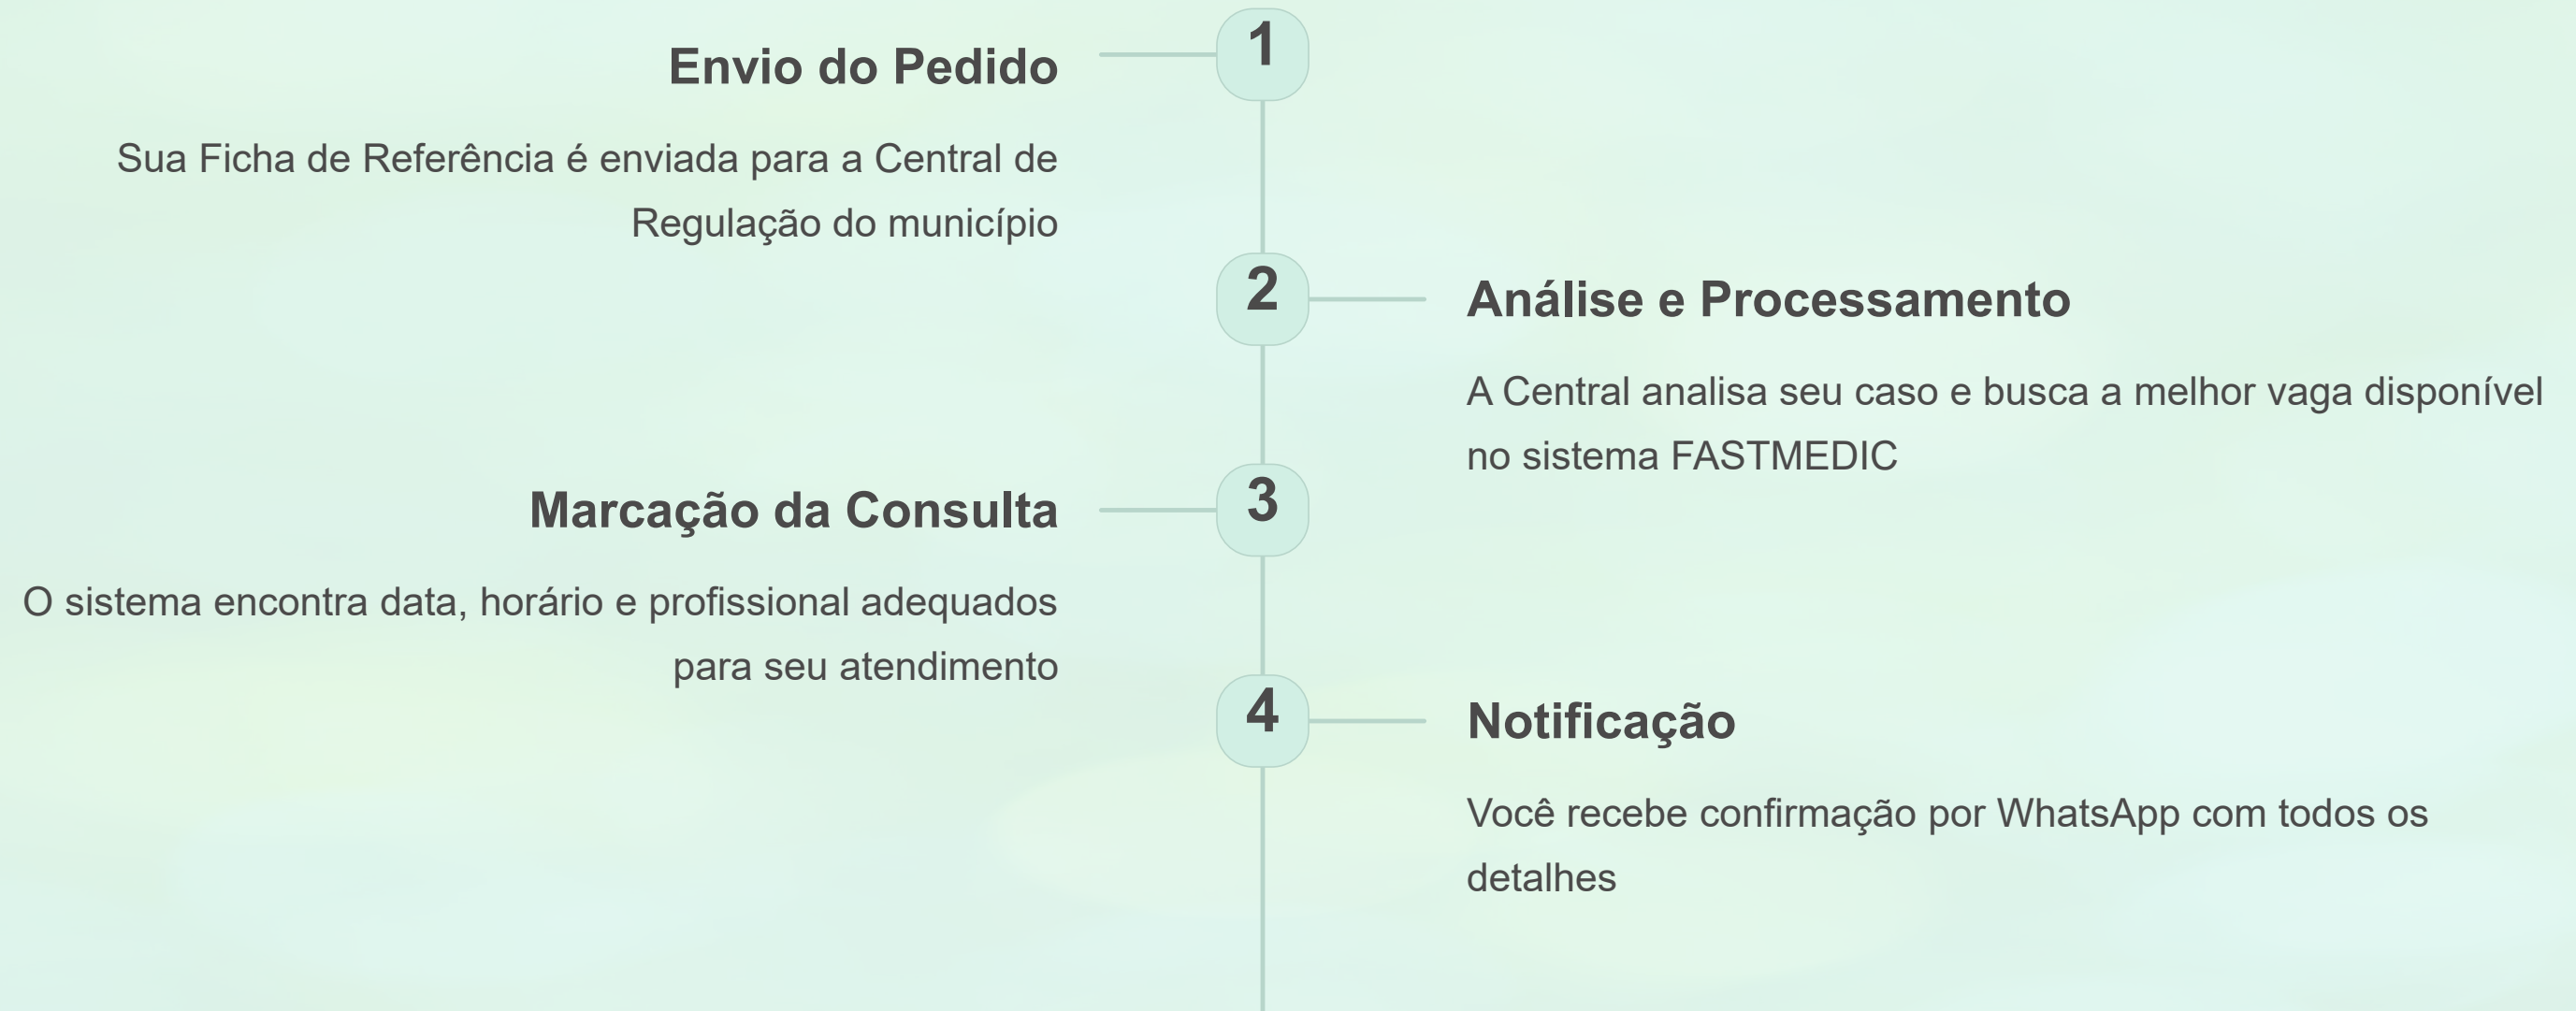 1
Envio do Pedido
Sua Ficha de Referência é enviada para a Central de
Regulação do município
2
Análise e Processamento
A Central analisa seu caso e busca a melhor vaga disponível
no sistema FASTMEDIC
3
Marcação da Consulta
O sistema encontra data, horário e profissional adequados
para seu atendimento
4
Notificação
Você recebe confirmação por WhatsApp com todos os
detalhes